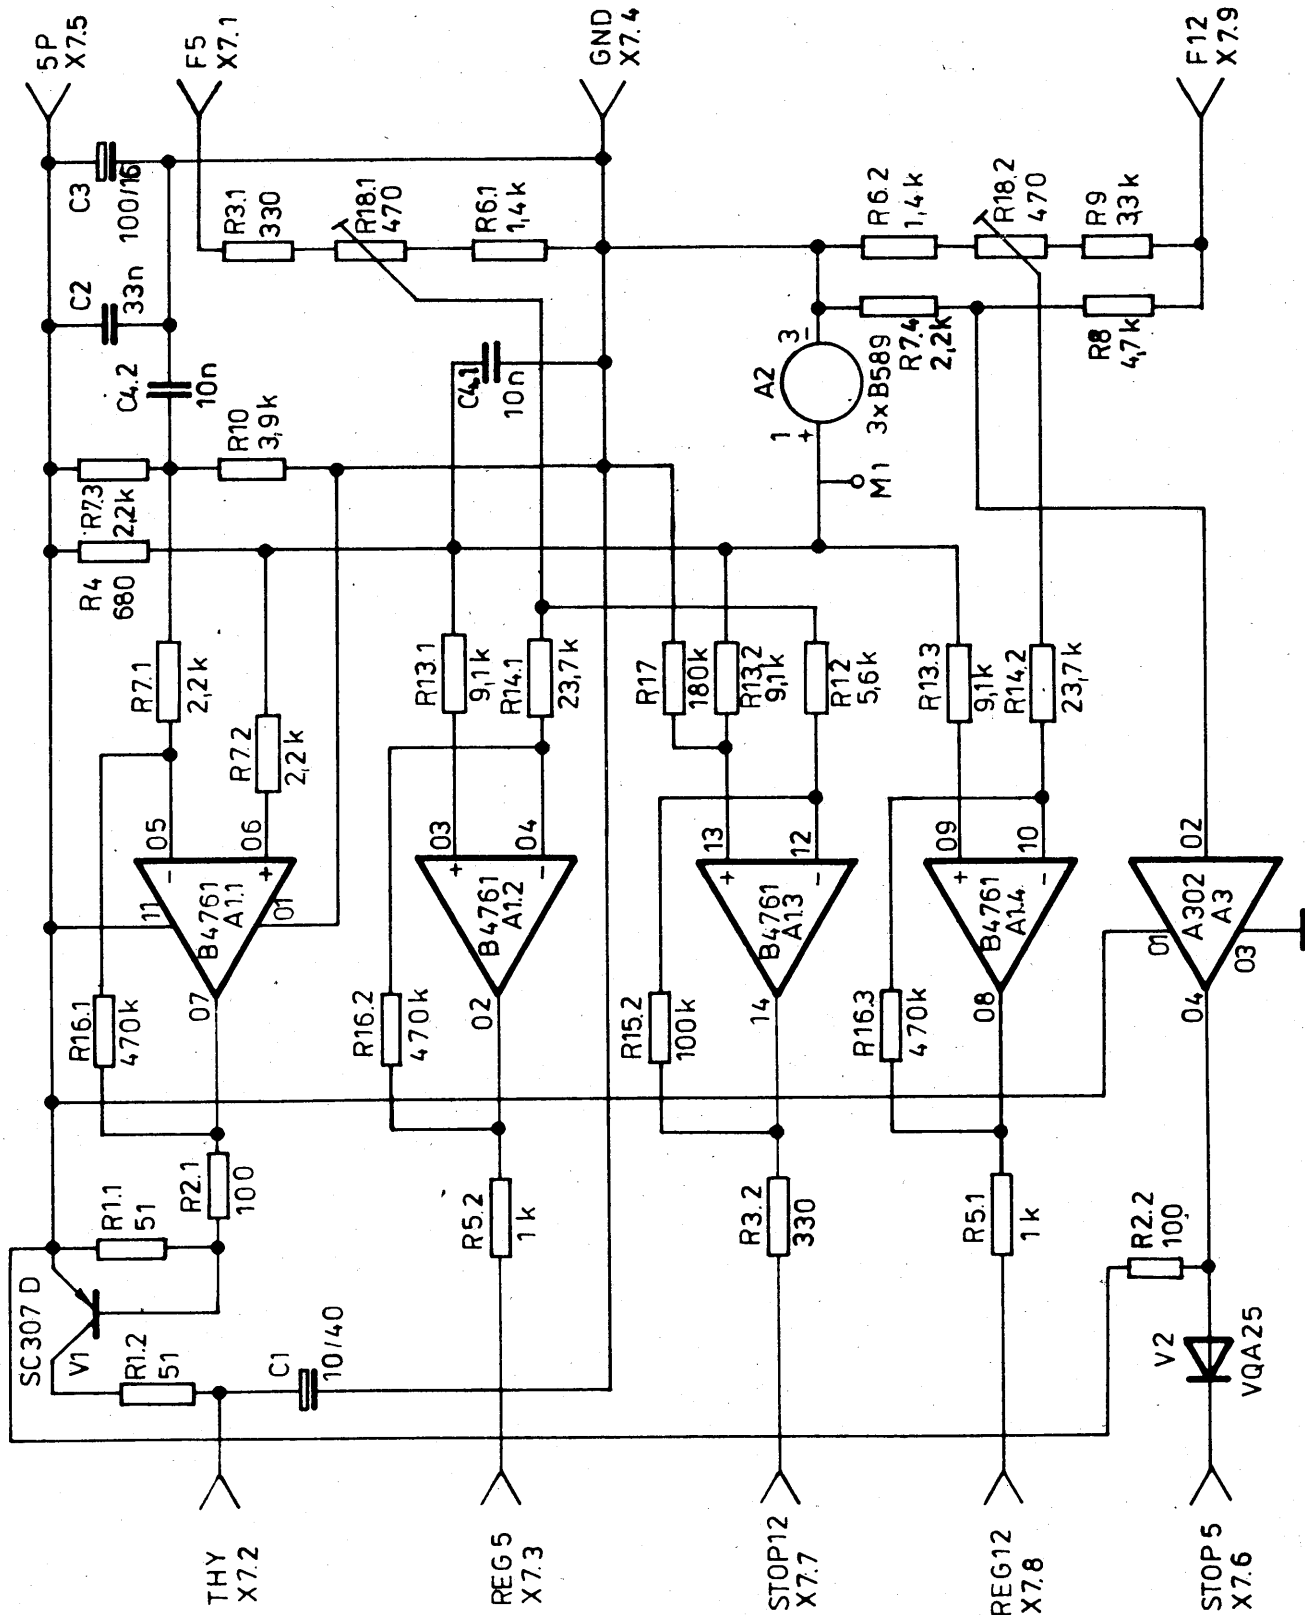 5P
X7.5
F5
X7.1
GND
X7.4
F12
X7.9
C3
100/16
R3.1
330
R18.1
470
R6.1
1,4k
R6.2
1,4k
R18.2
470
R9
3,3k
C2
33n
C4.2
10n
R10
3,9k
C4.1
10n
A2
3
-
1
+
3xB589
R7.4
2,2k
R8
4,7k
M1
R7.3
2,2k
R4
680
R7.1
2,2k
R7.2
2,2k
R13.1
9,1k
R14.1
23,7k
R17
180k
R13.2
9,1k
R12
5,6k
R13.3
9,1k
R14.2
23,7k
05
06
03
04
13
12
09
10
02
-
+
11
B4761
A1.1
01
+
-
B4761
A1.2
+
-
B4761
A1.3
+
-
B4761
A1.4
01
A302
A3
03
07
02
14
08
04
R16.1
470k
R16.2
470k
R15.2
100k
R16.3
470k
R1.1
51
R2.1
100
R5.2
1k
R3.2
330
R5.1
1k
R2.2
100
SC307 D
V1
R1.2
51
C1
10/40
V2
VQA25
THY
X7.2
REG5
X7.3
STOP12
X7.7
REG12
X7.8
STOP5
X7.6